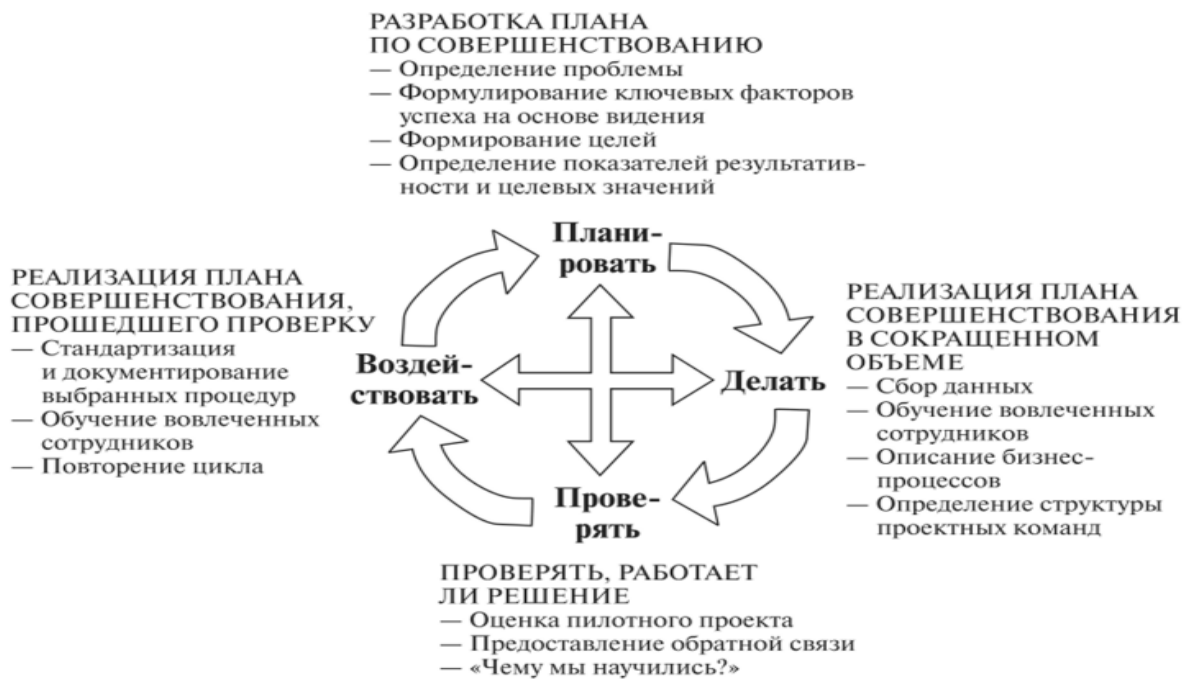 РАЗРАБОТКА ПЛАНА
ПО СОВЕРШЕНСТВОВАНИЮ
— Определение проблемы
— Формулирование ключевых факторов
успеха на основе видения
— Формирование целей
— Определение показателей результатив-
ности и целевых значений
Плани-
ровать
РЕАЛИЗАЦИЯ ПЛАНА
СОВЕРШЕНСТВОВАНИЯ
В СОКРАЩЕННОМ
ОБЪЕМЕ
— Сбор данных
— Обучение вовлеченных
сотрудников
— Описание бизнес-
процессов
— Определение структуры
проектных команд
Делать
Прове-
рять
ПРОВЕРЯТЬ, РАБОТАЕТ
ЛИ РЕШЕНИЕ
— Оценка пилотного проекта
— Предоставление обратной связи
— «Чему мы научились?»
Воздей-
ствовать
РЕАЛИЗАЦИЯ ПЛАНА
СОВЕРШЕНСТВОВАНИЯ,
ПРОШЕДШЕГО ПРОВЕРКУ
— Стандартизация
и документирование
выбранных процедур
— Обучение вовлеченных
сотрудников
— Повторение цикла